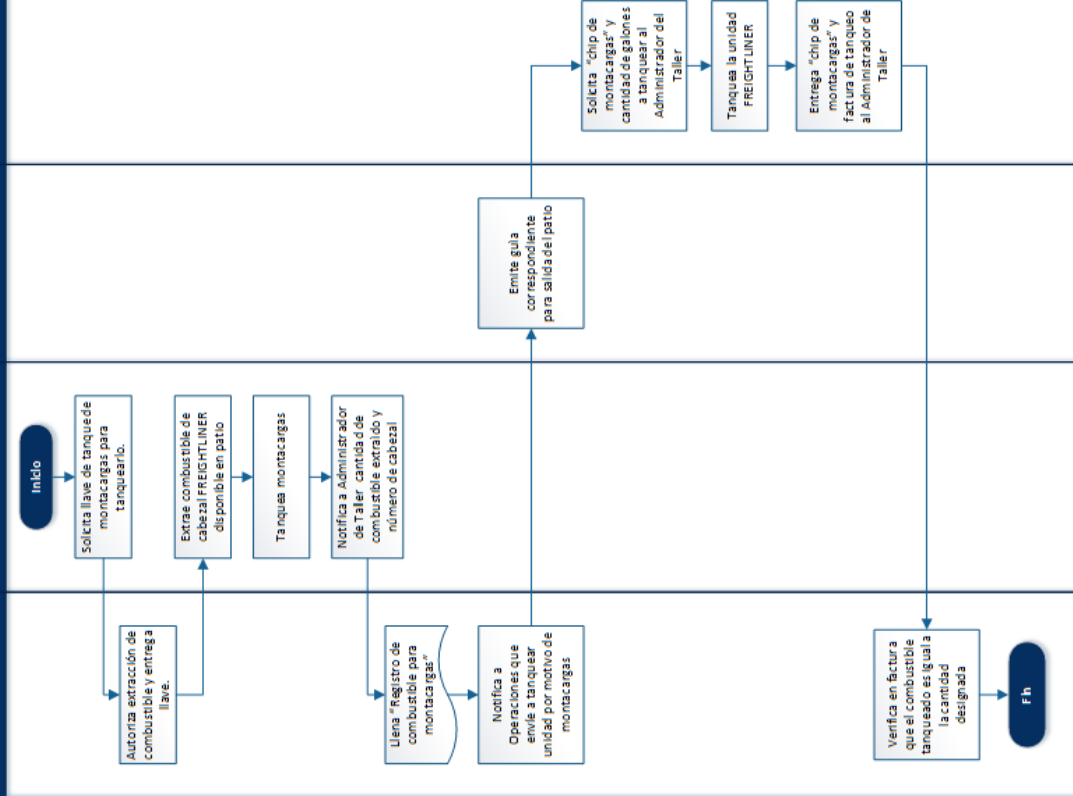 Inicio
Solicita llave de tanque de
montacargas para
tanquearlo.
Autoriza extracción de
combustible y entrega
llave.
Extrae combustible de
cabezal FREIGHTLINER
disponible en patio
Tanquea montacargas
Notifica a Administrador
de Taller cantidad de
combustible extraído y
número de cabezal
Llena "Registro de
combustible para
montacargas"
Notifica a
Operaciones que
envíe a tanquear
unidad por motivo de
montacargas
Emite guía
correspondiente
para salida del patio
Solicita "chip de
montacargas" y
cantidad de galones
a tanquear al
Administrador del
Taller
Tanquea la unidad
FREIGHTLINER
Entrega "chip de
montacargas" y
factura de tanqueo
al Administrador de
Taller
Verifica en factura
que el combustible
tanqueado es igual a
la cantidad
designada
Fin